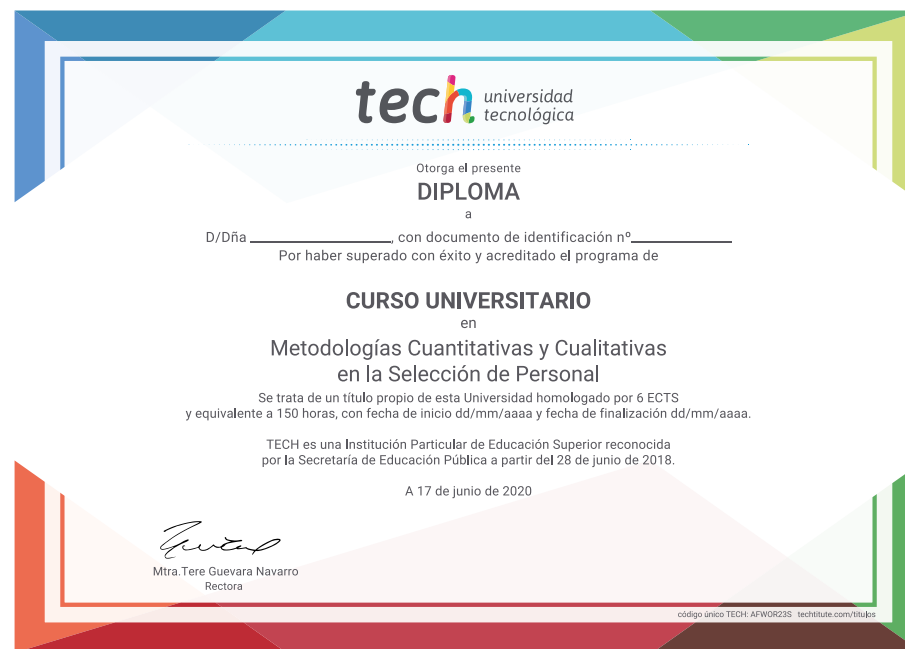 tech universidad
tecnológica
Otorga el presente
DIPLOMA
a
D/Dña ______________, con documento de identificación nº__________
Por haber superado con éxito y acreditado el programa de
CURSO UNIVERSITARIO
en
Metodologías Cuantitativas y Cualitativas
en la Selección de Personal
Se trata de un título propio de esta Universidad homologado por 6 ECTS
y equivalente a 150 horas, con fecha de inicio dd/mm/aaaa y fecha de finalización dd/mm/aaaa.
TECH es una Institución Particular de Educación Superior reconocida
por la Secretaría de Educación Pública a partir del 28 de junio de 2018.
A 17 de junio de 2020
Mtra.Tere Guevara Navarro
Rectora
código único TECH: AFWOR23S techtitute.com/titulos